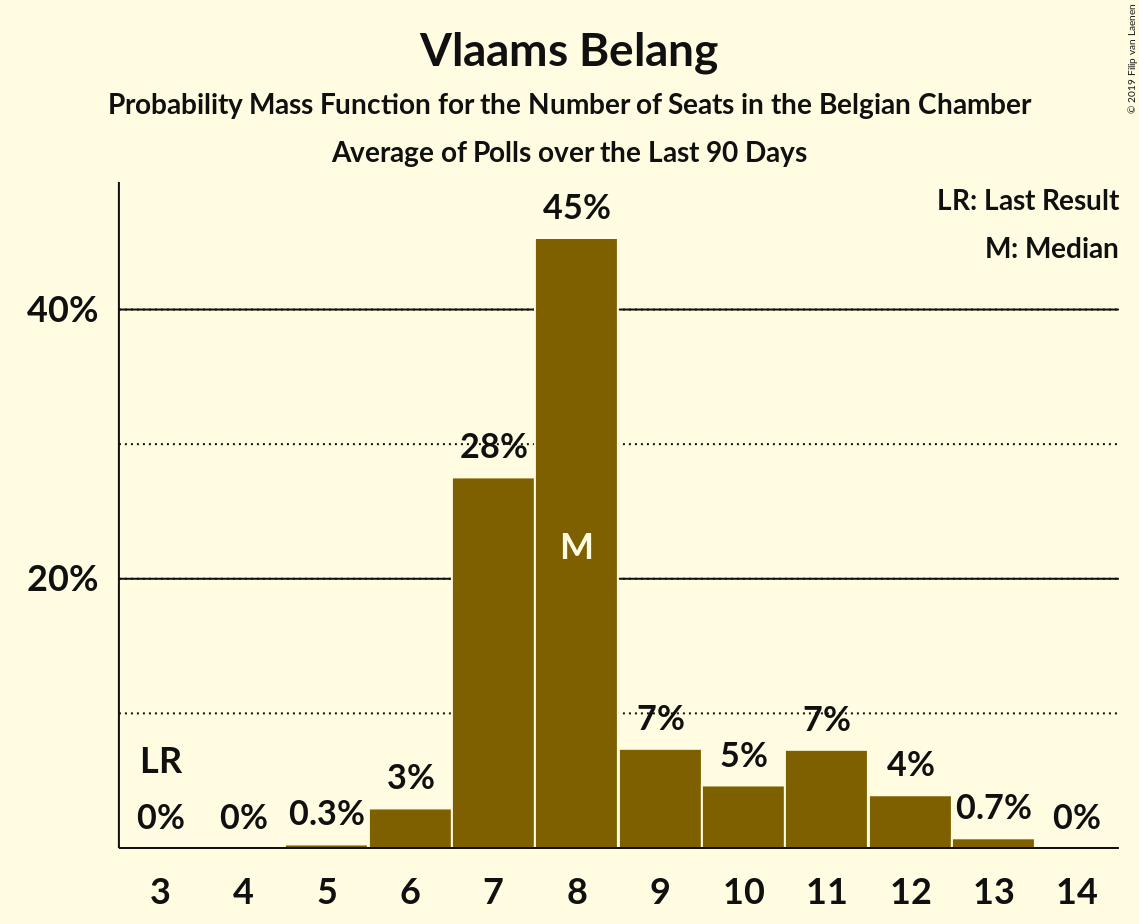 Vlaams Belang
Probability Mass Function for the Number of Seats in the Belgian Chamber
Average of Polls over the Last 90 Days
© 2019 Filip van Laenen
LR: Last Result
M: Median
45%
40%
28%
M
20%
7%
7%
LR
5%
4%
3%
0%
0%
0.3%
0.7%
0%
3 4 5 6 7 8 9 10 11 12 13 14